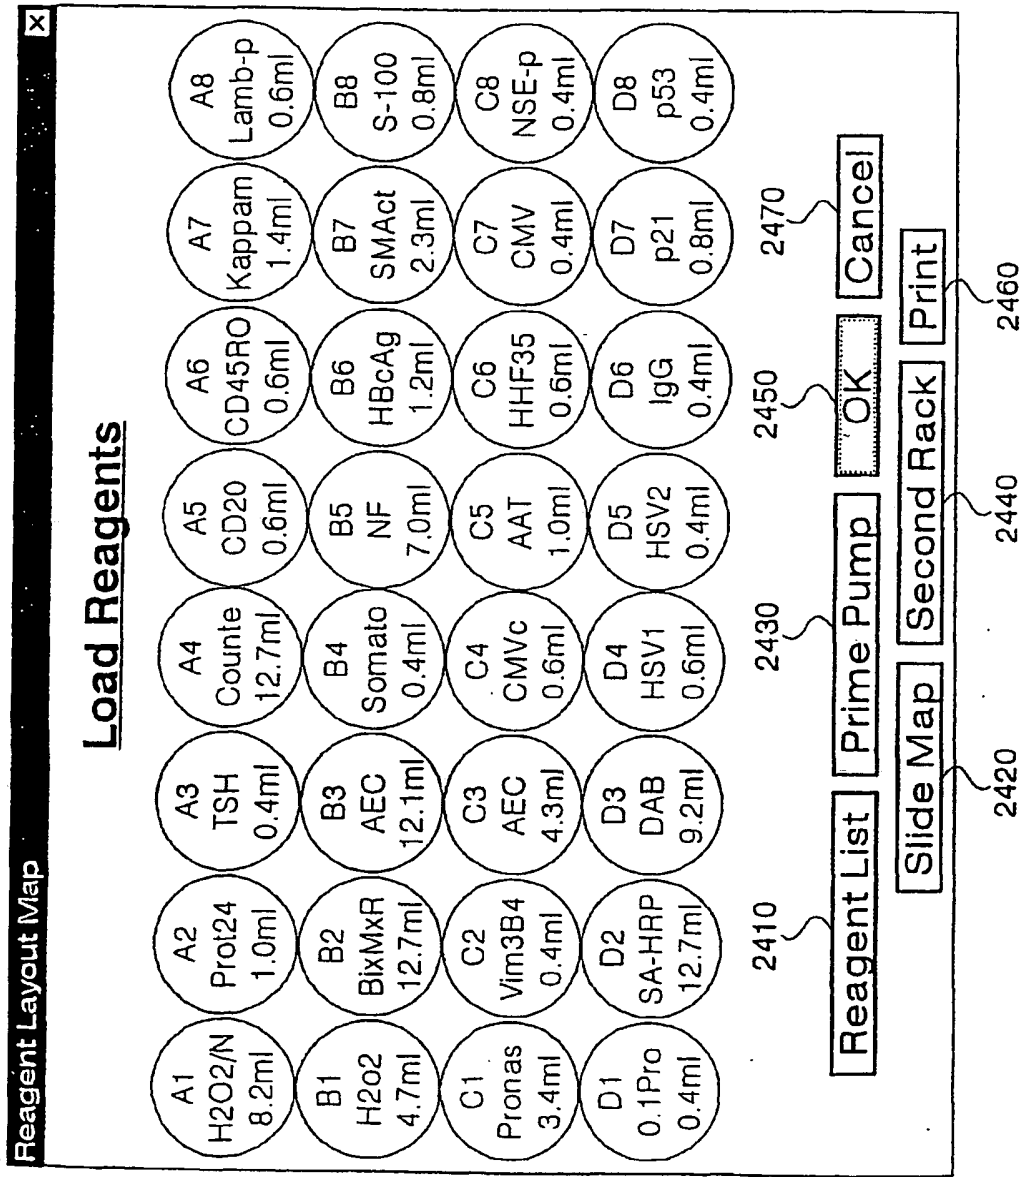 Reagent Layout Map
X
Load Reagents
A1
H2O2/N
8.2ml
A2
Prot24
1.0ml
A3
TSH
0.4ml
A4
Counte
12.7ml
A5
CD20
0.6ml
A6
CD45RO
0.6ml
A7
Kappam
1.4ml
A8
Lamb-p
0.6ml
B1
H2o2
4.7ml
B2
BixMxR
12.7ml
B3
AEC
12.1ml
B4
Somato
0.4ml
B5
NF
7.0ml
B6
HBcAg
1.2ml
B7
SMAct
2.3ml
B8
S-100
0.8ml
C1
Pronas
3.4ml
C2
Vim3B4
0.4ml
C3
AEC
4.3ml
C4
CMVc
0.6ml
C5
AAT
1.0ml
C6
HHF35
0.6ml
C7
CMV
0.4ml
C8
NSE-p
0.4ml
D1
0.1Pro
0.4ml
D2
SA-HRP
12.7ml
D3
DAB
9.2ml
D4
HSV1
0.6ml
D5
HSV2
0.4ml
D6
IgG
0.4ml
D7
p21
0.8ml
D8
p53
0.4ml
2410
2430
2450
2470
Reagent List
Prime Pump
OK
Cancel
Slide Map
Second Rack
Print
2420
2440
2460